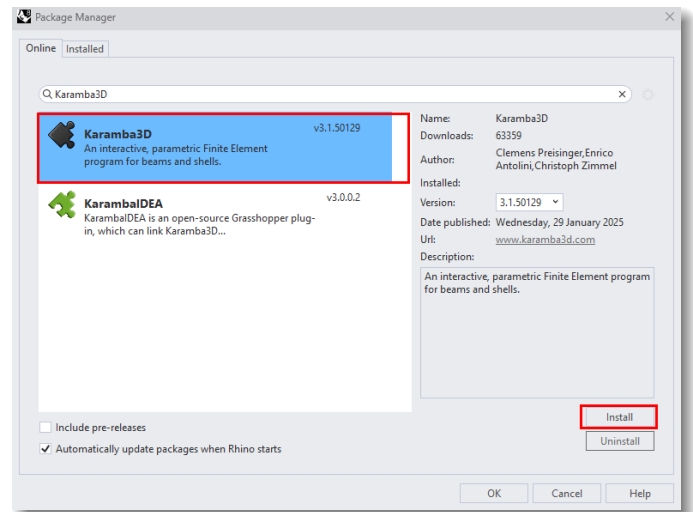 Package Manager
Online Installed
Karamba3D
Karamba3D v3.1.50129
An interactive, parametric Finite Element
program for beams and shells.
KarambaIDEA v3.0.0.2
KarambaIDEA is an open-source Grasshopper plug-
in, which can link Karamba3D...
Name: Karamba3D
Downloads: 63359
Author: Clemens Preisinger,Enrico
Antolini,Christoph Zimmel
Installed:
Version: 3.1.50129
Date published: Wednesday, 29 January 2025
Url: www.karamba3d.com
Description:
An interactive, parametric Finite Element program
for beams and shells.
Include pre-releases
Automatically update packages when Rhino starts
Install
Uninstall
OK Cancel Help